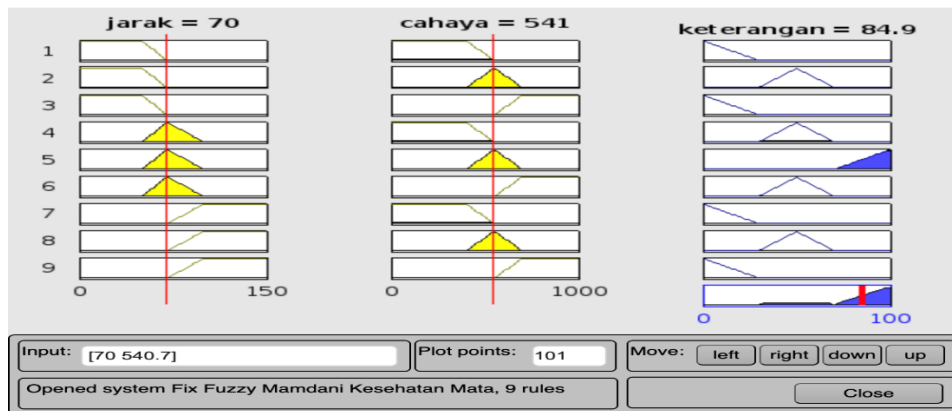 jarak = 70
cahaya = 541
keterangan = 84.9
1
2
3
4
5
6
7
8
9
0 150
0 1000
0 100
Input: [70 540.7]
Plot points: 101
Move: left right down up
Opened system Fix Fuzzy Mamdani Kesehatan Mata, 9 rules
Close